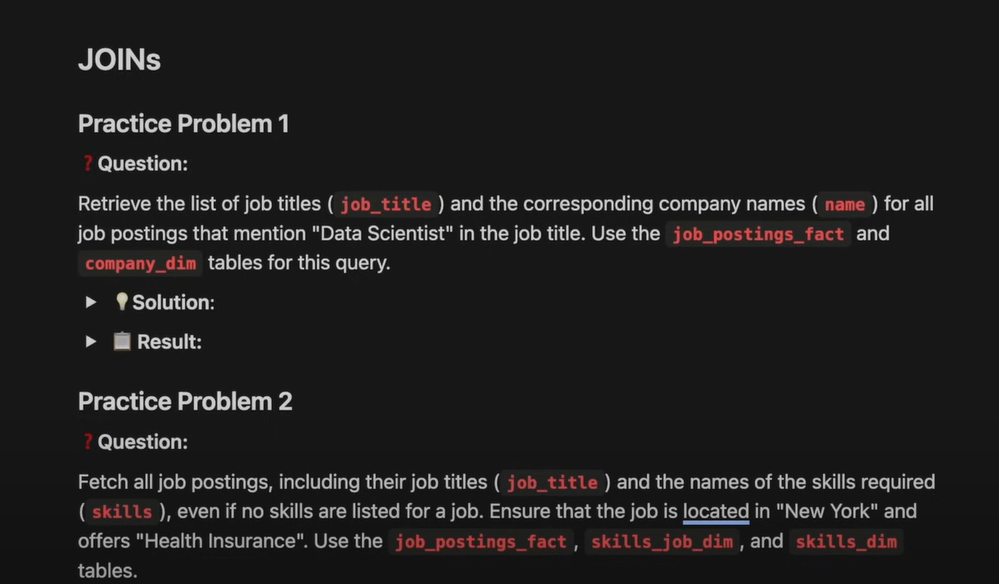 JOINs
Practice Problem 1
❓Question:
Retrieve the list of job titles ( job_title ) and the corresponding company names ( name ) for all
job postings that mention "Data Scientist" in the job title. Use the job_postings_fact and
company_dim tables for this query.
▶ 💡Solution:
▶ 📋 Result:
Practice Problem 2
❓Question:
Fetch all job postings, including their job titles ( job_title ) and the names of the skills required
( skills ), even if no skills are listed for a job. Ensure that the job is located in "New York" and
offers "Health Insurance". Use the job_postings_fact , skills_job_dim , and skills_dim
tables.